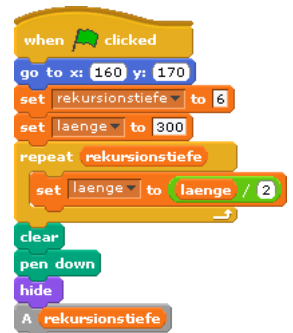 when clicked
go to x: 160 y: 170
set rekursionstiefe to 6
set laenge to 300
repeat rekursionstiefe
set laenge to laenge / 2
clear
pen down
hide
A rekursionstiefe